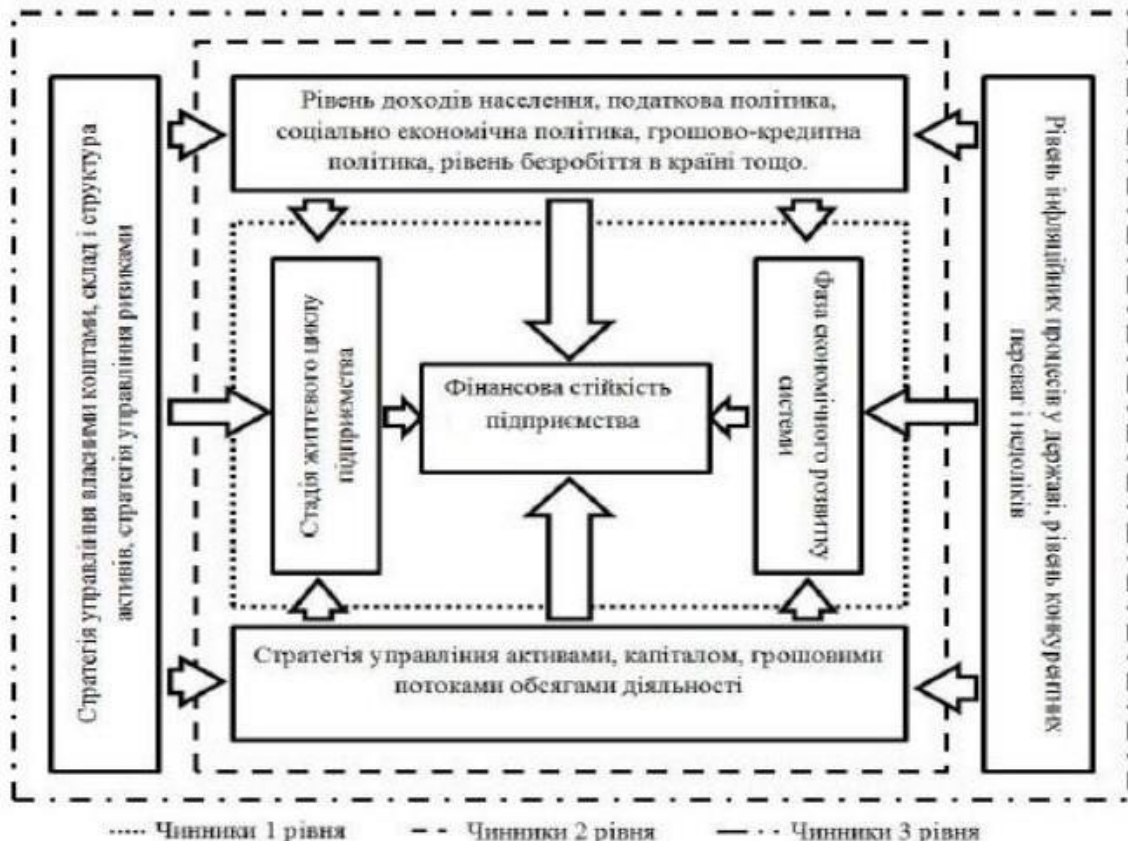 Рівень доходів населення, податкова політика,
соціально економічна політика, грошово-кредитна
політика, рівень безробіття в країні тощо.
Стратегія управління власними коштами, склад і структура
активів, стратегія управління ризиками
Стадія життєвого циклу
підприємства
Фінансова стійкість
підприємства
Фаза економічного розвитку
системи
Рівень інфляційних процесів у державі, рівень конкурентних
переваг і недоліків
Стратегія управління активами, капіталом, грошовими
потоками обсягами діяльності
Чинники 1 рівня Чинники 2 рівня Чинники 3 рівня